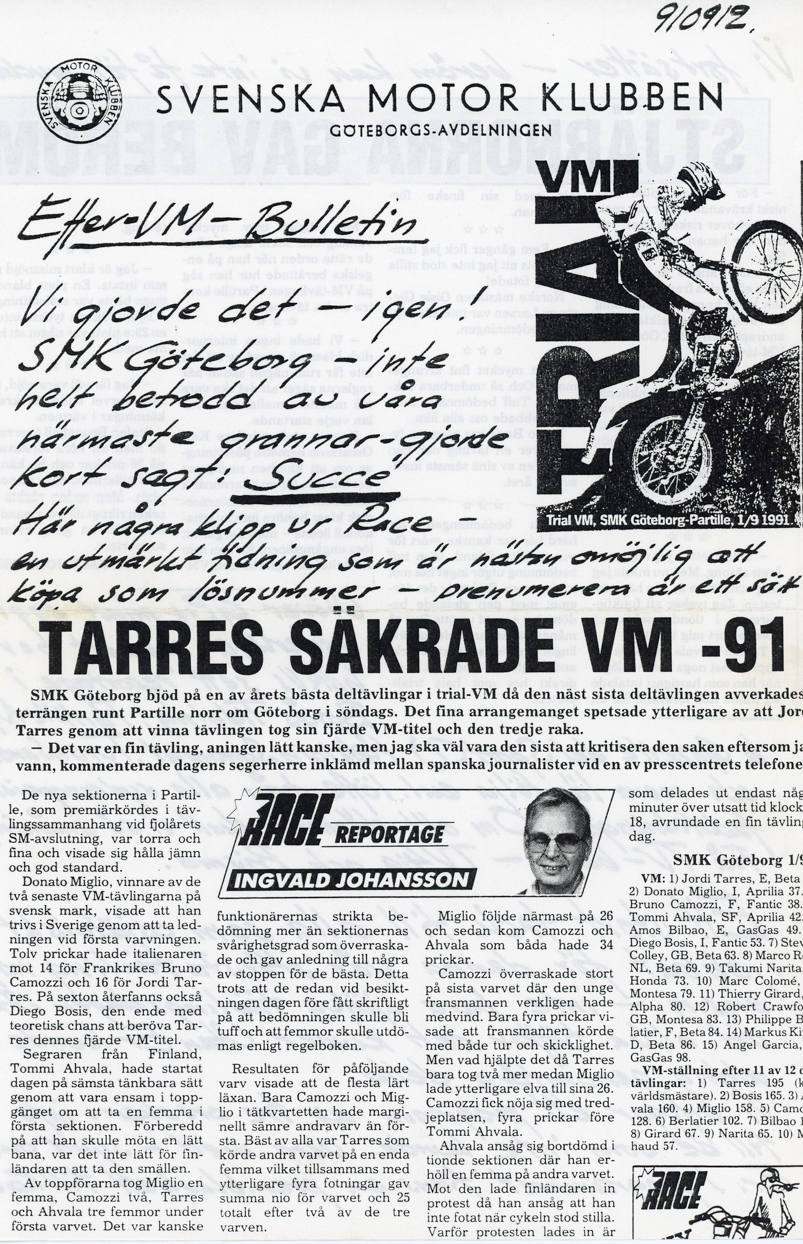 910912.
SVENSKA MOTOR KLUBBEN
SVENSKA MOTOR KLUBBEN
GÖTEBORGS-AVDELNINGEN
Efter-VM-Bulletin
VM
TRIAL
Trial VM, SMK Göteborg-Partille, 1/9 1991
Vi gjorde det – igen!
SMK Göteborg – inte
helt betrodd av våra
närmaste grannar-gjorde
kort sagt: Succe'
Här några klipp ur Race –
en utmärkt tidning som är nästan omöjlig att
köpa som lösnummer – prenumerera är ett sätt
TARRES SÄKRADE VM -91
SMK Göteborg bjöd på en av årets bästa deltävlingar i trial-VM då den näst sista deltävlingen avverkades
terrängen runt Partille norr om Göteborg i söndags. Det fina arrangemanget spetsade ytterligare av att
Tarres genom att vinna tävlingen tog sin fjärde VM-titel och den tredje raka.
— Det var en fin tävling, aningen lätt kanske, men jag ska väl vara den sista att kritisera den saken eftersom
vann, kommenterade dagens segerherre inklämd mellan spanska journalister vid en av presscentrets
De nya sektionerna i Partil-
le, som premiärkördes i täv-
lingssammanhang vid fjolårets
SM-avslutning, var torra och
fina och visade sig hålla jämn
och god standard.
Donato Miglio, vinnare av de
två senaste VM-tävlingarna på
svensk mark, visade att han
trivs i Sverige genom att ta led-
ningen vid första varvningen.
Tolv prickar hade italienaren
mot 14 för Frankrikes Bruno
Camozzi och 16 för Jordi Tar-
res. På sexton återfanns också
Diego Bosis, den ende med
teoretisk chans att beröva Tar-
res dennes fjärde VM-titel.
Segraren från Finland,
Tommi Ahvala, hade startat
dagen på sämsta tänkbara sätt
genom att vara ensam i topp-
gänget om att ta en femma i
första sektionen. Förberedd
på att han skulle möta en lätt
bana, var det inte lätt för fin-
ländaren att ta den smällen.
Av toppförarna tog Miglio en
femma, Camozzi två, Tarres
och Ahvala tre femmor under
första varvet. Det var kanske
RACE REPORTAGE
INGVALD JOHANSSON
funktionärernas strikta be-
dömning mer än sektionernas
svårighetsgrad som överraska-
de och gav anledning till några
av stoppen för de bästa. Detta
trots att de redan vid besikt-
ningen dagen före fått skriftligt
på att bedömningen skulle bli
tuff och att femmor skulle utdö-
mas enligt regelboken.
Resultaten för påföljande
varv visade att de flesta lärt
läxan. Bara Camozzi och Mig-
lio i tätkvartetten hade margi-
nellt sämre andravarv än för-
sta. Bäst av alla var Tarres som
körde andra varvet på en enda
femma vilket tillsammans med
ytterligare fyra fotningar gav
summa nio för varvet och 25
totalt efter två av de tre
varven.
Miglio följde närmast på 26
och sedan kom Camozzi och
Ahvala som båda hade 34
prickar.
Camozzi överraskade stort
på sista varvet där den unge
fransmannen verkligen hade
medvind. Bara fyra prickar vi-
sade att fransmannen körde
med både tur och skicklighet.
Men vad hjälpte det då Tarres
bara tog två mer medan Miglio
lade ytterligare elva till sina 26.
Camozzi fick nöja sig med tred-
jeplatsen, fyra prickar före
Tommi Ahvala.
Ahvala ansåg sig bortdömd i
tionde sektionen där han er-
höll en femma på andra varvet.
Mot den lade finländaren in
protest då han ansåg att han
inte fotat när cykeln stod stilla.
Varför protesten lades in är
som delades ut endast
minuter över utsatt tid
18, avrundade en fin
dag.
SMK Göteborg
VM: 1) Jordi Tarres, E, Beta
2) Donato Miglio, I, Aprilia 37.
Bruno Camozzi, F, Fantic 38.
Tommi Ahvala, SF, Aprilia 42.
Amos Bilbao, E, GasGas 49.
Diego Bosis, I, Fantic 53. 7)
Colley, GB, Beta 63. 8) Marco
NL, Beta 69. 9) Takumi Narita
Honda 73. 10) Marc Colomé,
Montesa 79. 11) Thierry Girard,
Alpha 80. 12) Robert
GB, Montesa 83. 13) Philippe
latier, F, Beta 84. 14) Markus
D, Beta 86. 15) Angel Garcia,
GasGas 98.
VM-ställning efter 11 av 12
tävlingar: 1) Tarres 195
världsmästare). 2) Bosis 165. 3)
vala 160. 4) Miglio 158. 5)
128. 6) Berlatier 102. 7) Bilbao
8) Girard 67. 9) Narita 65. 10)
haud 57.
RACE